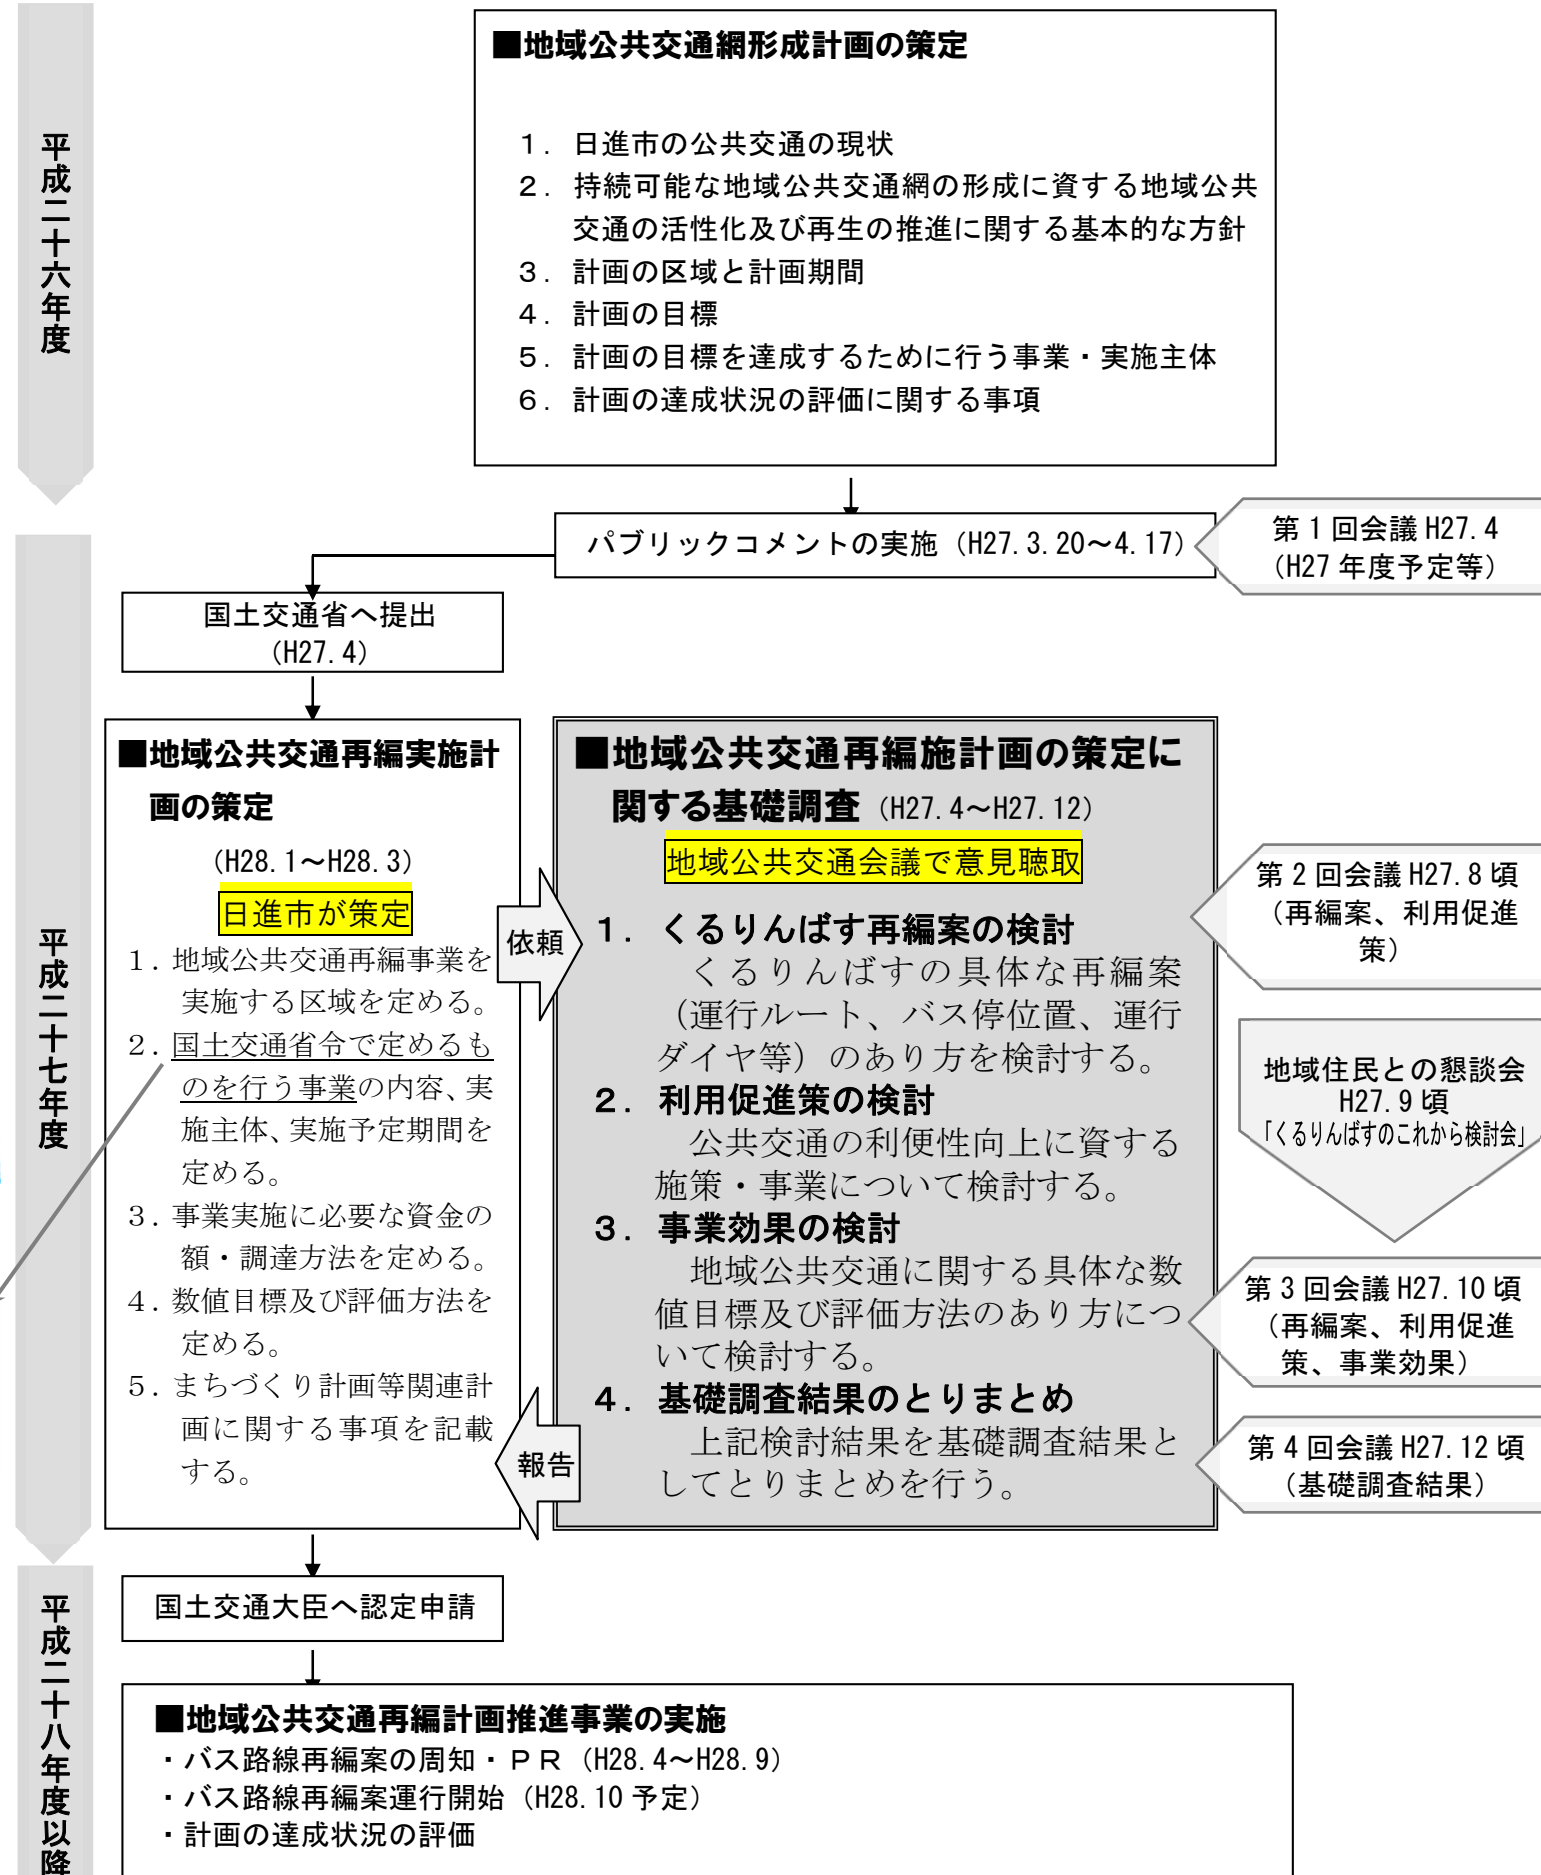 平成二十六年度
■地域公共交通網形成計画の策定
１．日進市の公共交通の現状
２．持続可能な地域公共交通網の形成に資する地域公共
交通の活性化及び再生の推進に関する基本的な方針
３．計画の区域と計画期間
４．計画の目標
５．計画の目標を達成するために行う事業・実施主体
６．計画の達成状況の評価に関する事項
パブリックコメントの実施（H27.3.20～4.17）
第１回会議 H27.4
（H27 年度予定等）
国土交通省へ提出
（H27.4）
平成二十七年度
■地域公共交通再編実施計
画の策定
（H28.1～H28.3）
日進市が策定
１．地域公共交通再編事業を
実施する区域を定める。
２．国土交通省令で定めるも
のを行う事業の内容、実
施主体、実施予定期間を
定める。
３．事業実施に必要な資金の
額・調達方法を定める。
４．数値目標及び評価方法を
定める。
５．まちづくり計画等関連計
画に関する事項を記載
する。
依頼
報告
■地域公共交通再編施計画の策定に
関する基礎調査（H27.4～H27.12）
地域公共交通会議で意見聴取
１．くるりんばす再編案の検討
くるりんばすの具体な再編案
（運行ルート、バス停位置、運行
ダイヤ等）のあり方を検討する。
２．利用促進策の検討
公共交通の利便性向上に資する
施策・事業について検討する。
３．事業効果の検討
地域公共交通に関する具体な数
値目標及び評価方法のあり方につ
いて検討する。
４．基礎調査結果のとりまとめ
上記検討結果を基礎調査結果と
してとりまとめを行う。
第２回会議 H27.8 頃
（再編案、利用促進
策）
地域住民との懇談会
H27.9 頃
「くるりんばすのこれから検討会」
第３回会議 H27.10 頃
（再編案、利用促進
策、事業効果）
第４回会議 H27.12 頃
（基礎調査結果）
国土交通大臣へ認定申請
平成二十八年度以降
■地域公共交通再編計画推進事業の実施
・バス路線再編案の周知・ＰＲ（H28.4～H28.9）
・バス路線再編案運行開始（H28.10 予定）
・計画の達成状況の評価